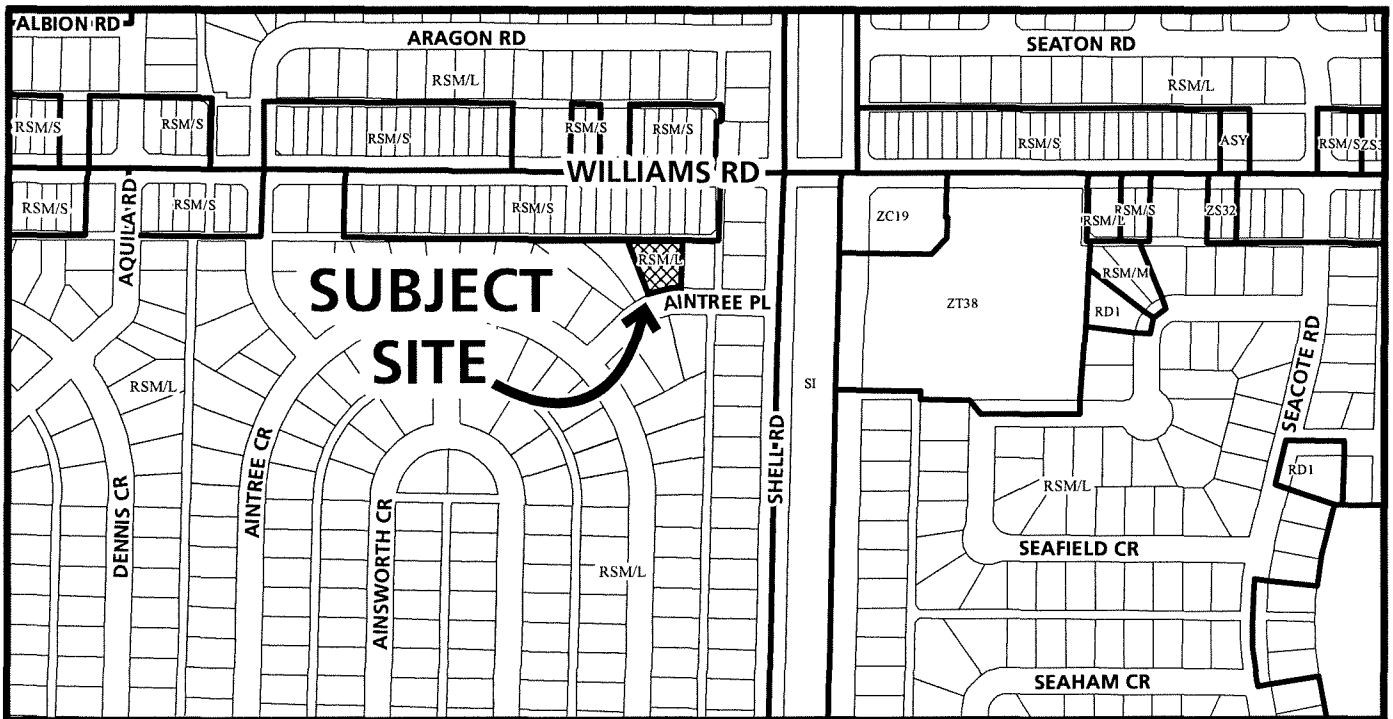 ALBION RD
ARAGON RD
SEATON RD
RSM/L
RSM/L
RSM/S
RSM/S
RSM/S
RSM/S
RSM/S
RSM/S
ASY
RSM/S
WILLIAMS RD
RSM/S
AQUILA RD
RSM/S
RSM/S
ZC19
RSM/S
ZS32
RSM/L
RSM/M
SUBJECT
SITE
AINTREE PL
ZT38
RD1
SI
SEACOTE RD
RSM/L
DENNIS CR
AINTREE CR
AINSWORTH CR
SHELL RD
RD1
RSM/L
SEAFIELD CR
RSM/L
SEAHAM CR